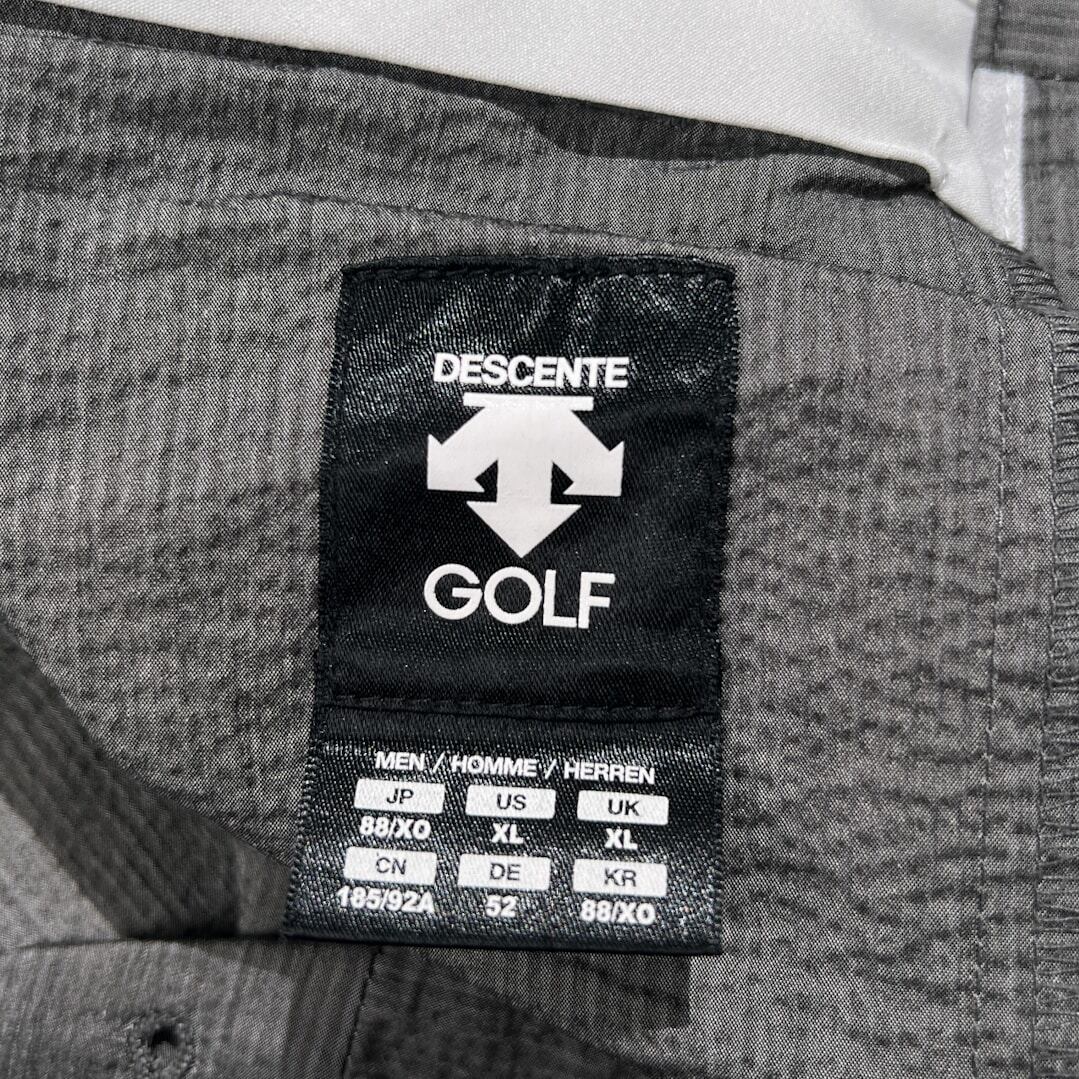 DESCENTE
GOLF
MEN / HOMME / HERREN
JP US UK
88/XO XL XL
CN DE KR
185/92A 52 88/XO